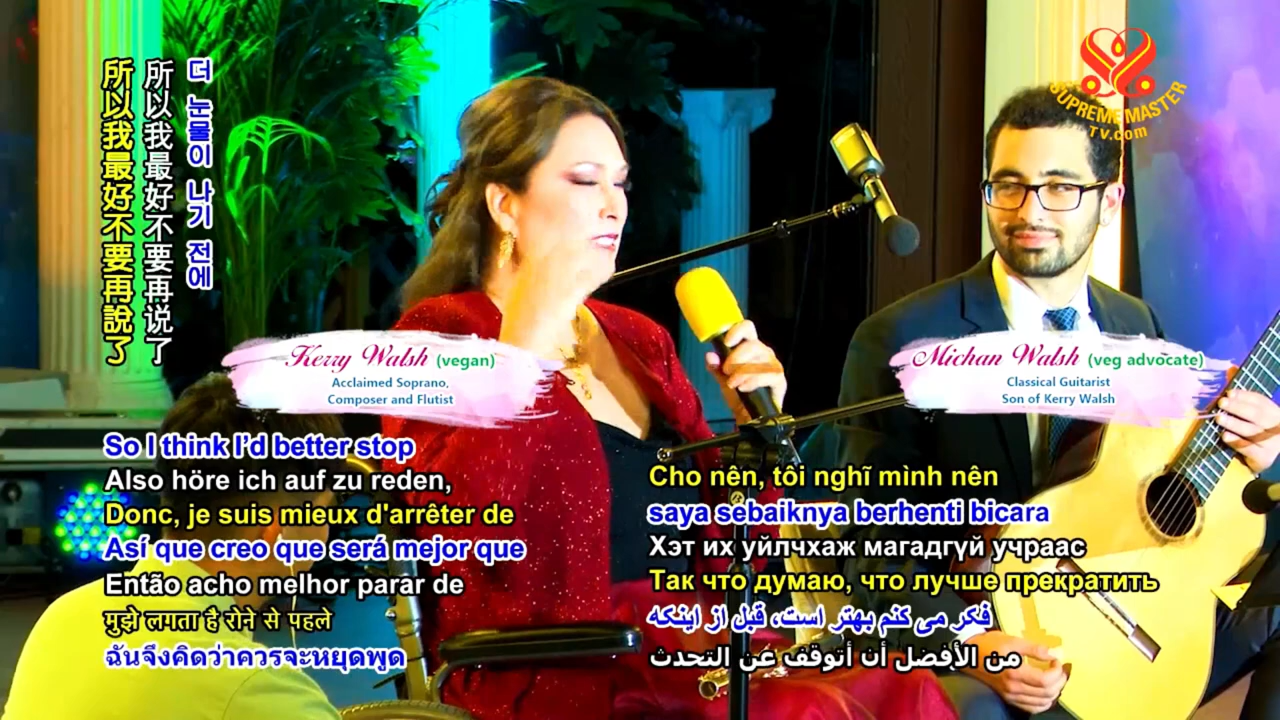 더 눈물이 나기 전에
所以我最好不要再说了
所以我最好不要再說了
SUPREME MASTER
TV.com
Kerry Walsh (vegan)
Acclaimed Soprano,
Composer and Flutist
Michan Walsh (veg advocate)
Classical Guitarist
Son of Kerry Walsh
So I think I'd better stop
Also höre ich auf zu reden,
Donc, je suis mieux d'arrêter de
Así que creo que será mejor que
Então acho melhor parar de
मुझे लगता है रोने से पहले
ฉันจึงคิดว่าควรจะหยุดพูด
Cho nên, tôi nghĩ mình nên
saya sebaiknya berhenti bicara
Хэт их уйлчхаж магадгүй учраас
Так что думаю, что лучше прекратить
فکر می کنم بهتر است، قبل از اینکه
من الأفضل أن أتوقف عن التحدث